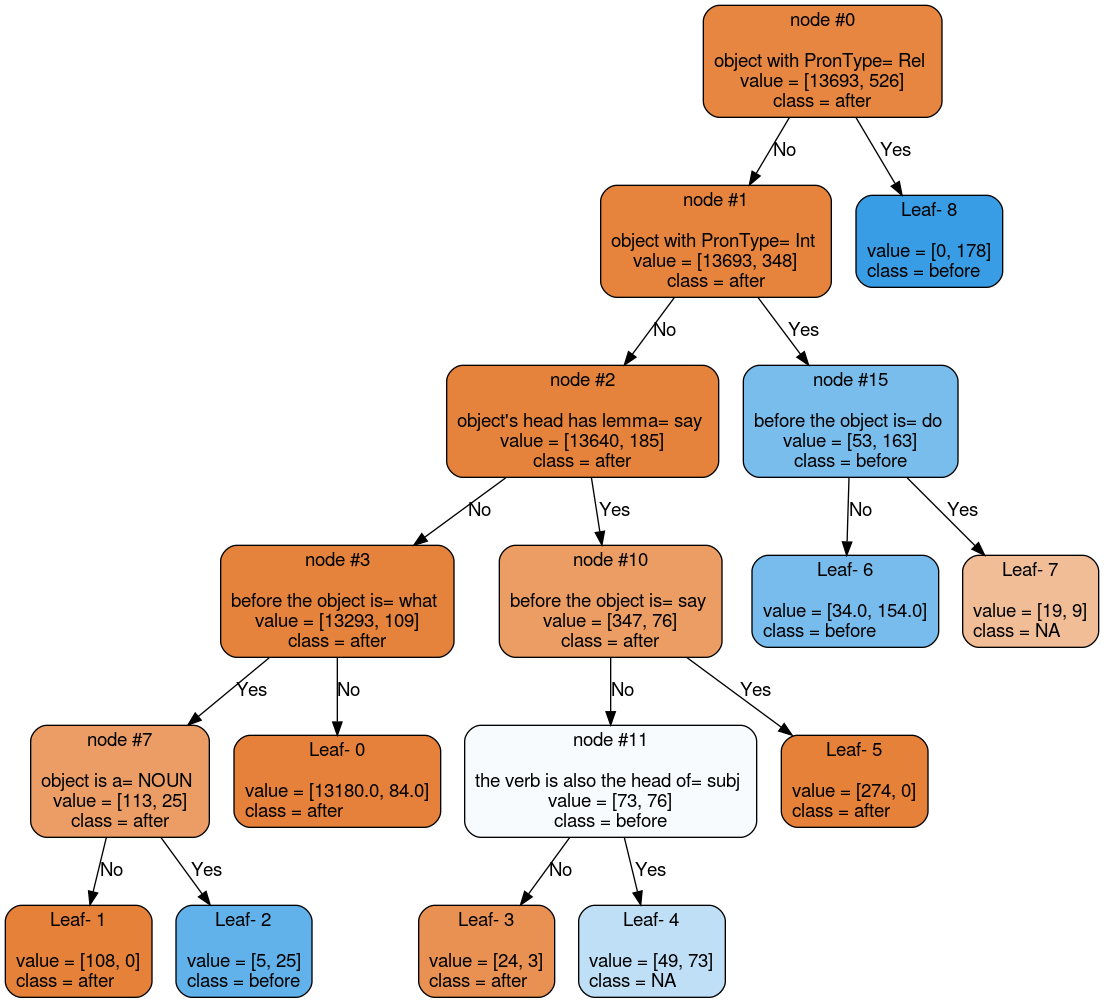 node #0
object with PronType= Rel
value = [13693, 526]
class = after
No
Yes
node #1
object with PronType= Int
value = [13693, 348]
class = after
Leaf- 8
value = [0, 178]
class = before
No
Yes
node #2
object's head has lemma= say
value = [13640, 185]
class = after
node #15
before the object is= do
value = [53, 163]
class = before
No
Yes
No
Yes
node #3
before the object is= what
value = [13293, 109]
class = after
node #10
before the object is= say
value = [347, 76]
class = after
Leaf- 6
value = [34.0, 154.0]
class = before
Leaf- 7
value = [19, 9]
class = NA
Yes
No
No
Yes
node #7
object is a= NOUN
value = [113, 25]
class = after
Leaf- 0
value = [13180.0, 84.0]
class = after
node #11
the verb is also the head of= subj
value = [73, 76]
class = before
Leaf- 5
value = [274, 0]
class = after
No
Yes
No
Yes
Leaf- 1
value = [108, 0]
class = after
Leaf- 2
value = [5, 25]
class = before
Leaf- 3
value = [24, 3]
class = after
Leaf- 4
value = [49, 73]
class = NA